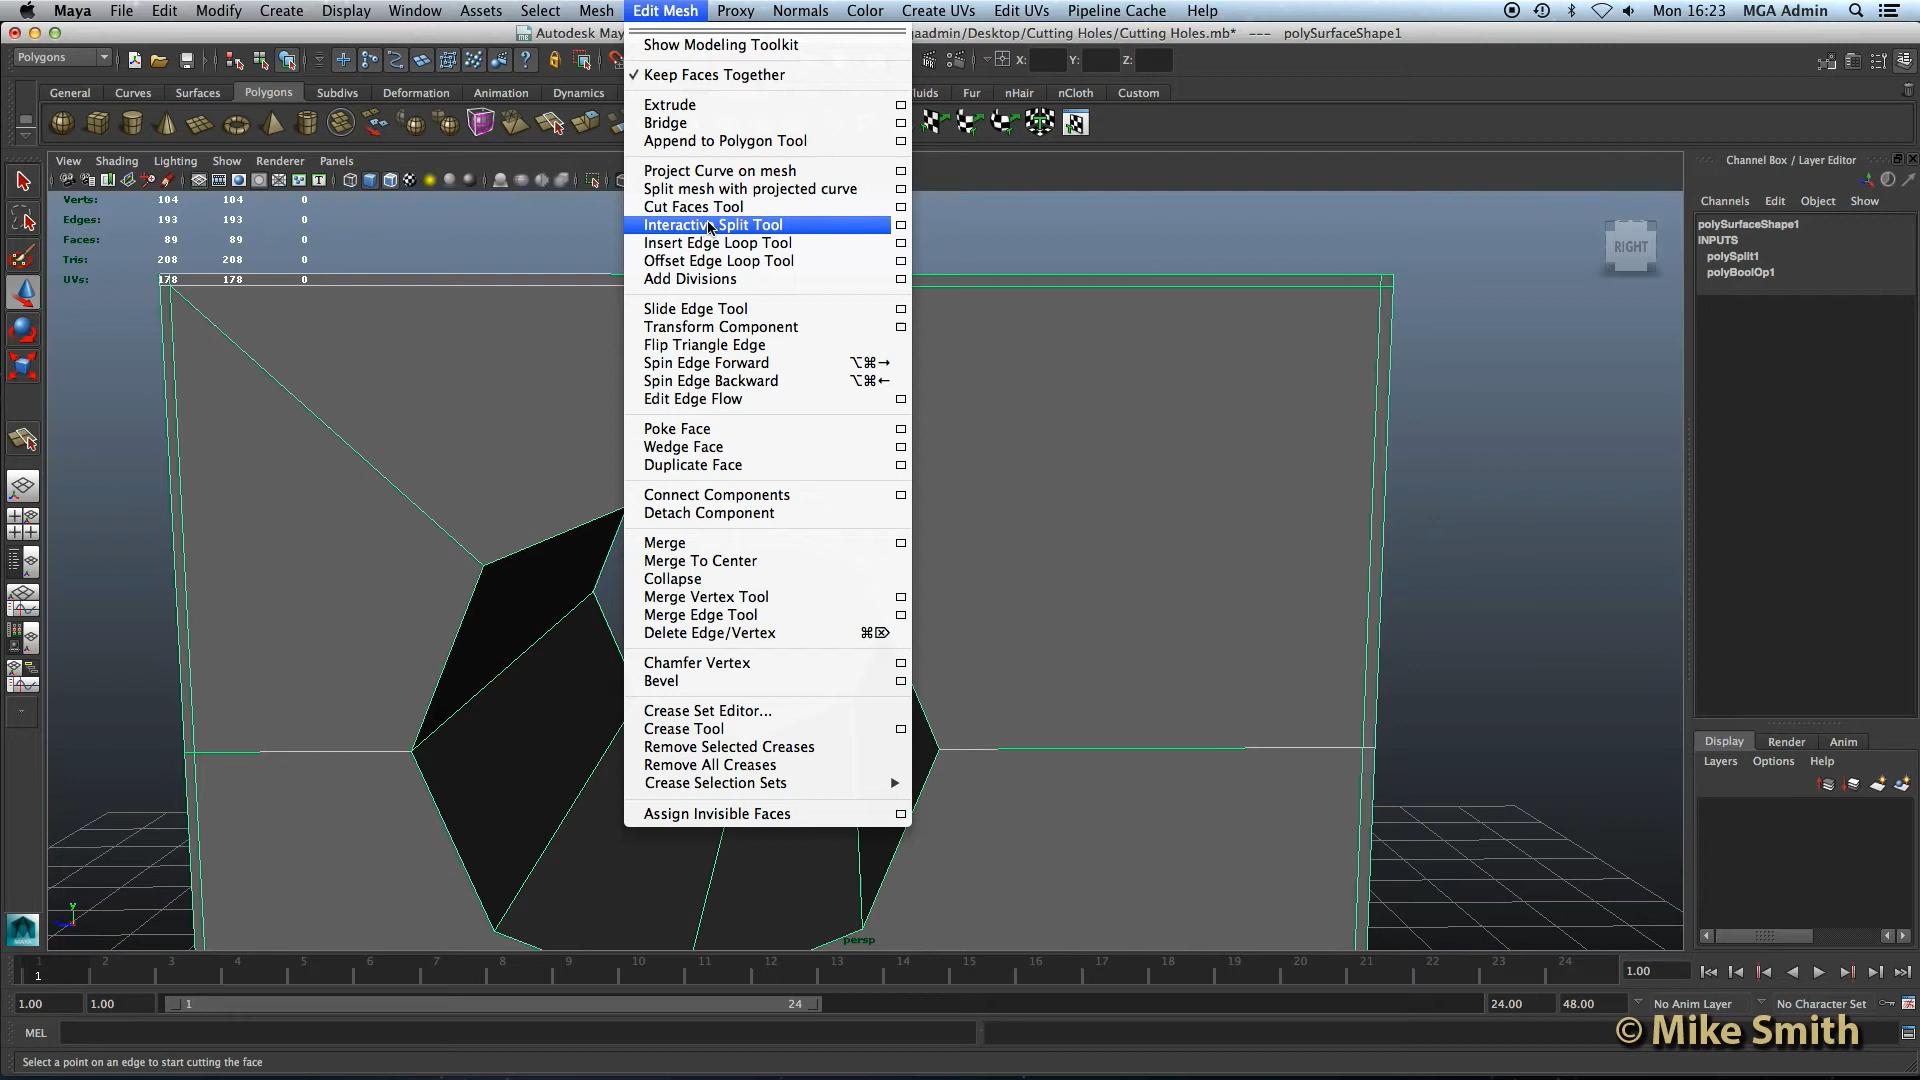 Maya File Edit Modify Create Display Window Assets Select Mesh Edit Mesh Proxy Normals Color Create UVs Edit UVs Pipeline Cache Help Mon 16:23 MGA Admin
Autodesk May gaadmin/Desktop/Cutting Holes/Cutting Holes.mb* --- polySurfaceShape1
Polygons X: Y: Z:
General Curves Surfaces Polygons Subdivs Deformation Animation Dynamics luids Fur nHair nCloth Custom
View Shading Lighting Show Renderer Panels
Verts: 104 104 0
Edges: 193 193 0
Faces: 89 89 0
Tris: 208 208 0
UVs: 178 178 0
Show Modeling Toolkit
✓ Keep Faces Together
Extrude
Bridge
Append to Polygon Tool
Project Curve on mesh
Split mesh with projected curve
Cut Faces Tool
Interactive Split Tool
Insert Edge Loop Tool
Offset Edge Loop Tool
Add Divisions
Slide Edge Tool
Transform Component
Flip Triangle Edge
Spin Edge Forward ⌥⌘→
Spin Edge Backward ⌥⌘←
Edit Edge Flow
Poke Face
Wedge Face
Duplicate Face
Connect Components
Detach Component
Merge
Merge To Center
Collapse
Merge Vertex Tool
Merge Edge Tool
Delete Edge/Vertex ⌘⌦
Chamfer Vertex
Bevel
Crease Set Editor...
Crease Tool
Remove Selected Creases
Remove All Creases
Crease Selection Sets
Assign Invisible Faces
RIGHT
persp
y
Channel Box / Layer Editor
Channels Edit Object Show
polySurfaceShape1
INPUTS
polySplit1
polyBoolOp1
Display Render Anim
Layers Options Help
1 2 3 4 5 6 7 8 9 10 11 12 13 14 15 16 17 18 19 20 21 22 23 24
1 1.00
1.00 1.00 1 24 24.00 48.00 No Anim Layer No Character Set
MEL
© Mike Smith
Select a point on an edge to start cutting the face